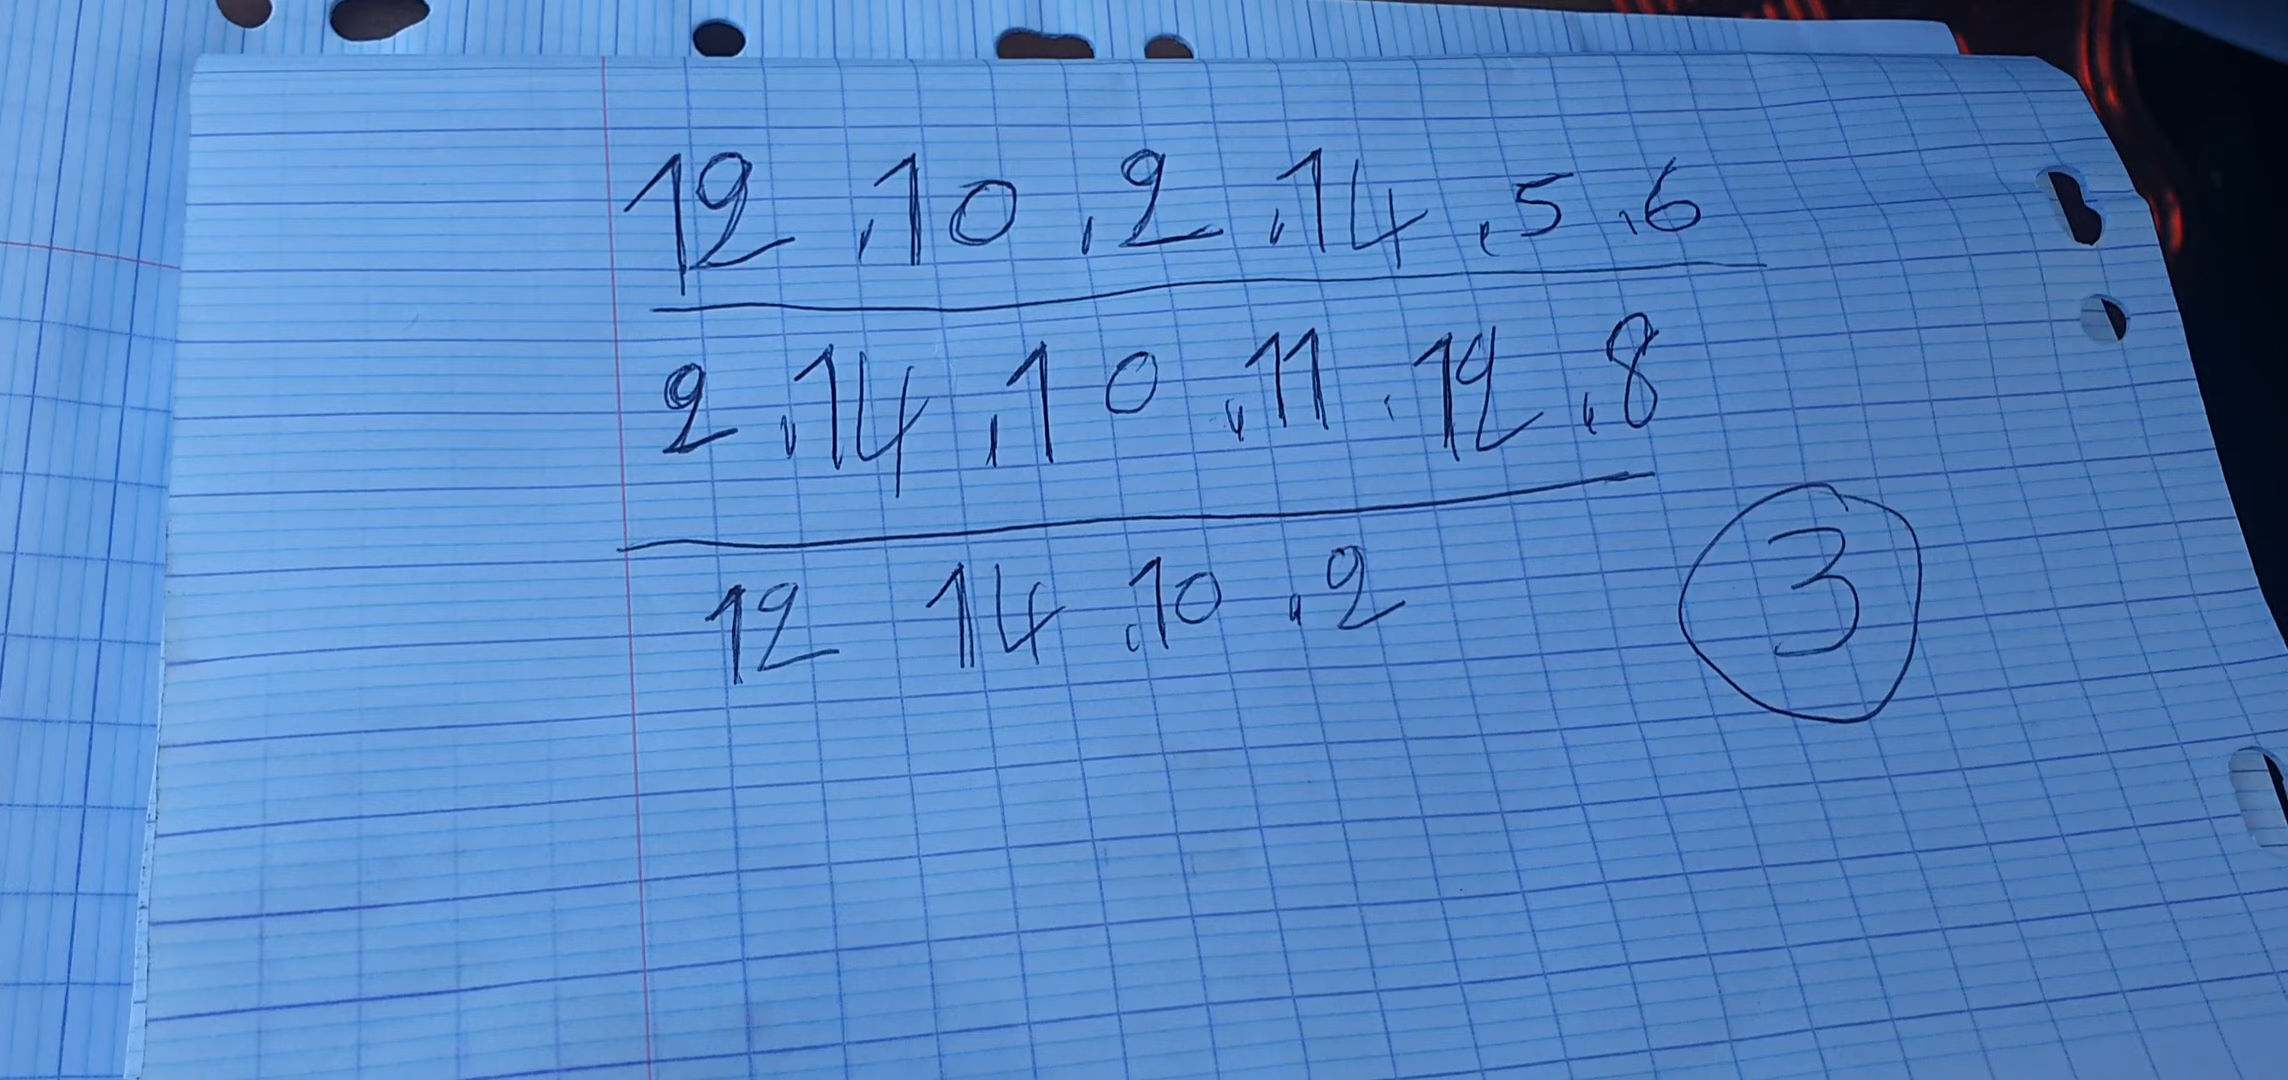 12 ,10 ,2 ,14 ,5 ,6
2 ,14 ,10 ,11 ,12 ,8
12 14 ,10 ,2
3